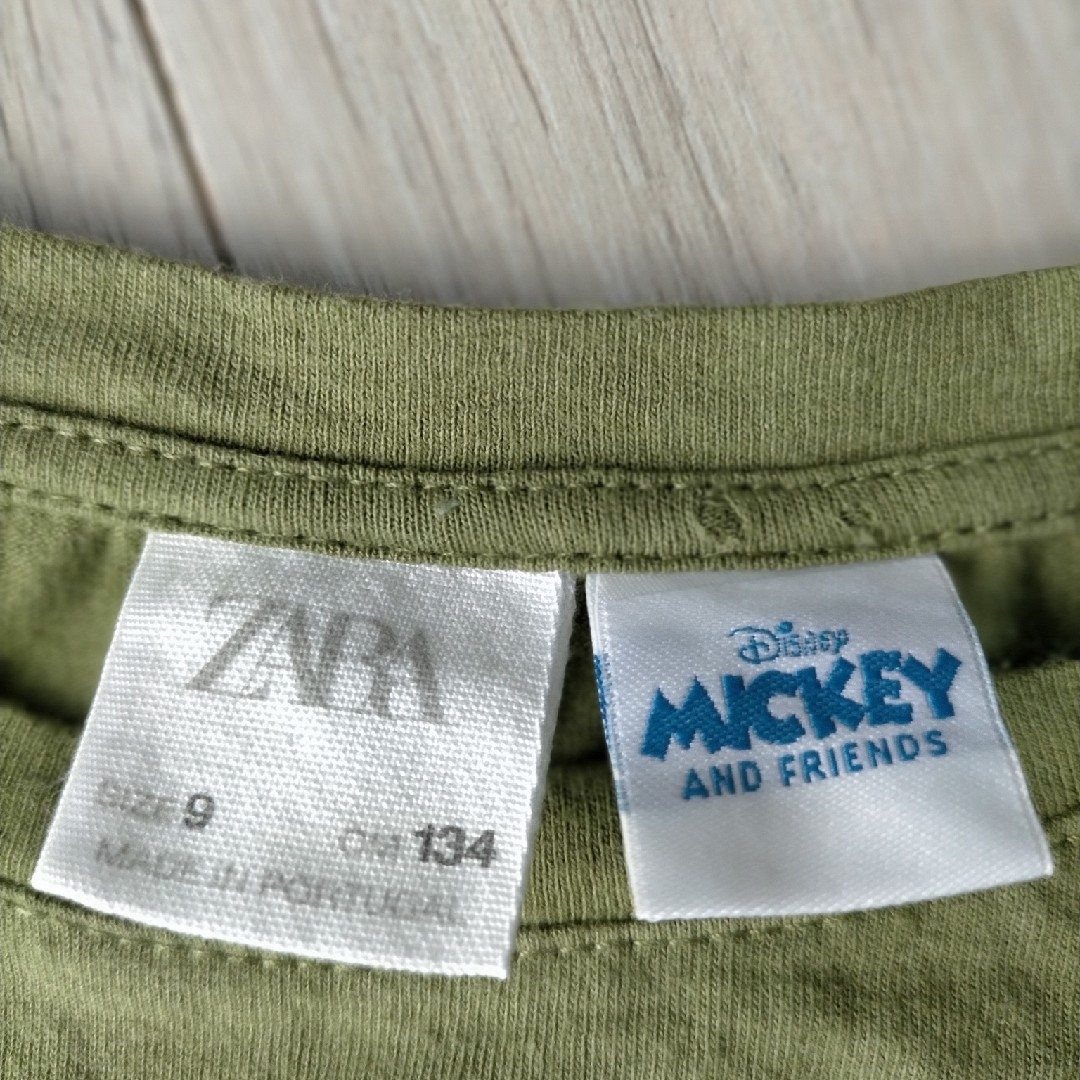 ZARA
SIZE 9 CM 134
MADE IN PORTUGAL
Disney
MICKEY
AND FRIENDS